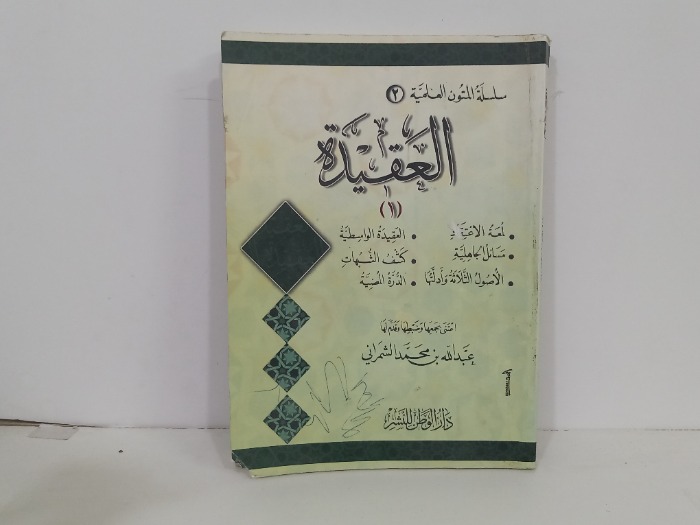 سلسلة المتون العلمية ٢
العقيدة
(١)
• لمعة الاعتقاد • العقيدة الواسطية
• مسائل الجاهلية • كشف الشبهات
• الأصول الثلاثة وأدلتها • الدرة المضية
اعتنى بجمعها وضبطها وقدم لها
عبدالله بن محمد الشمراني
دار الوطن للنشر